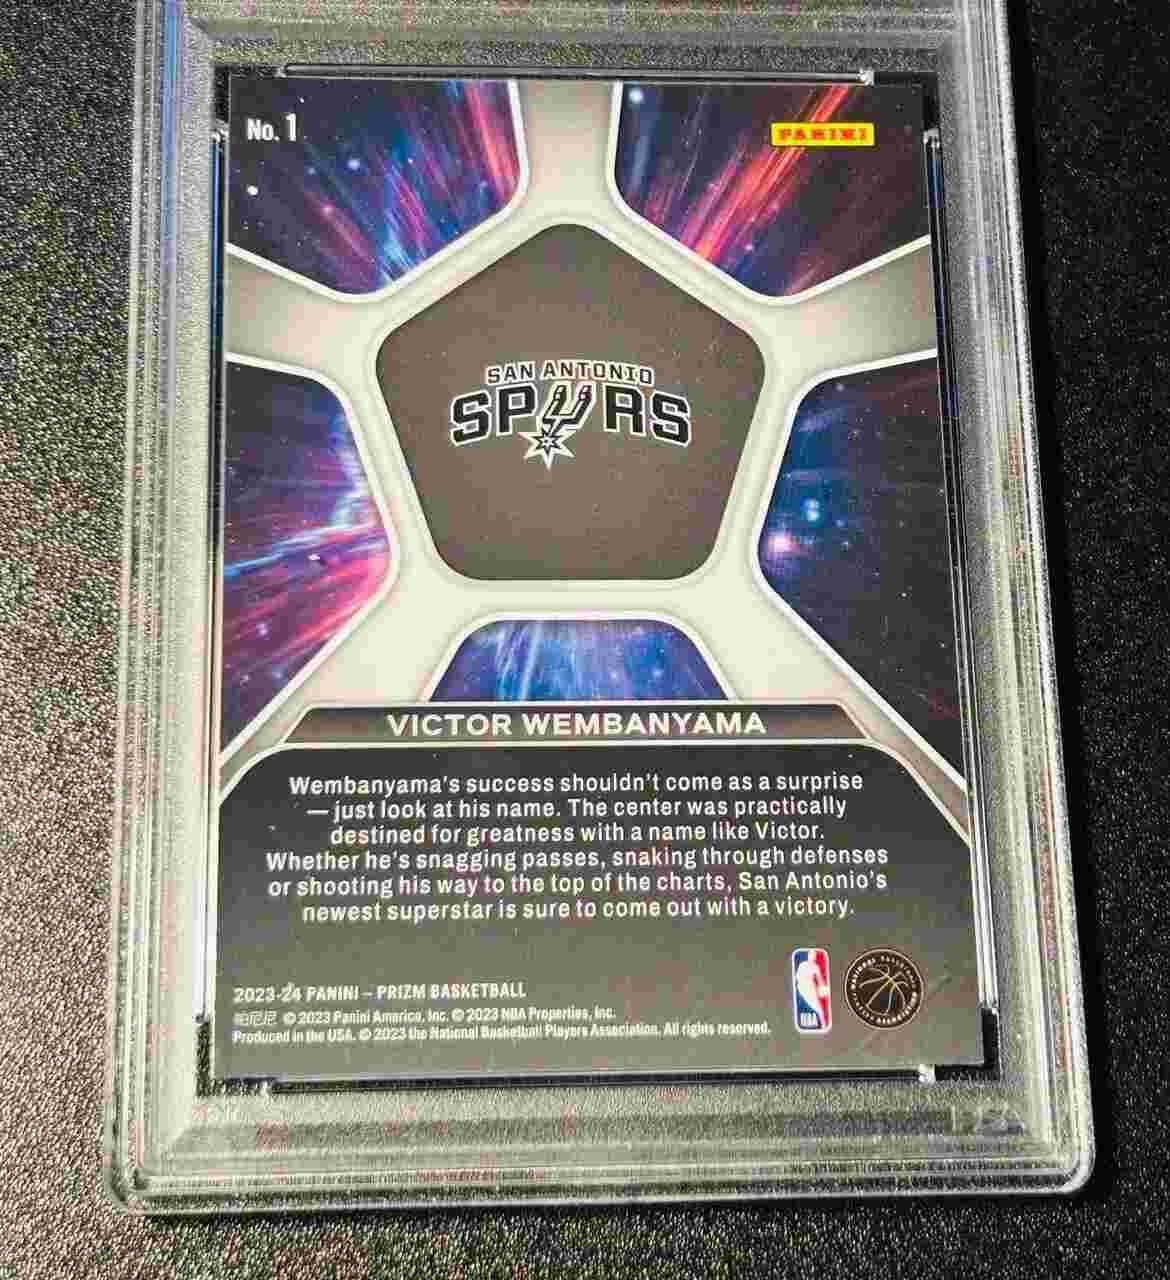 No. 1
PANINI
SAN ANTONIO
SPURS
VICTOR WEMBANYAMA
Wembanyama's success shouldn't come as a surprise
— just look at his name. The center was practically
destined for greatness with a name like Victor.
Whether he's snagging passes, snaking through defenses
or shooting his way to the top of the charts, San Antonio's
newest superstar is sure to come out with a victory.
2023-24 PANINI – PRIZM BASKETBALL
帕尼尼 © 2023 Panini America, Inc. © 2023 NBA Properties, Inc.
Produced in the USA. © 2023 the National Basketball Players Association. All rights reserved.
NBA